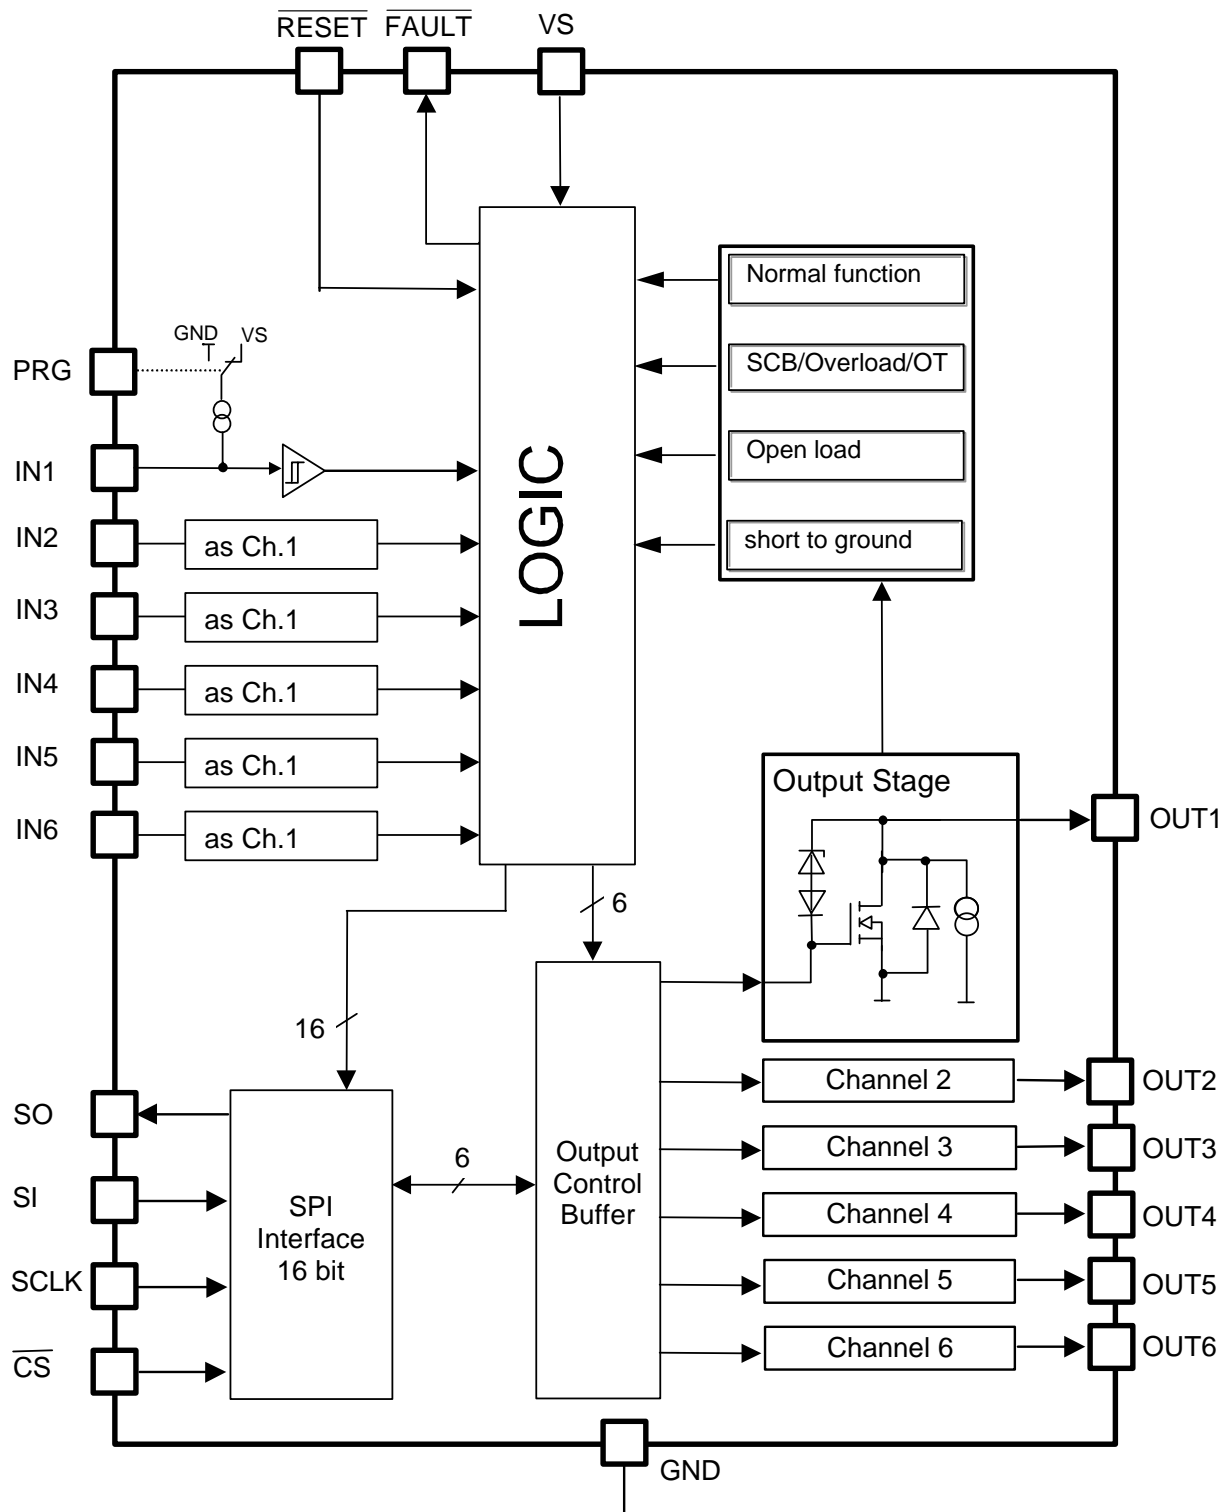 RESET FAULT VS
GND VS
PRG
IN1
IN2
as Ch.1
IN3
as Ch.1
IN4
as Ch.1
IN5
as Ch.1
IN6
as Ch.1
LOGIC
Normal function
SCB/Overload/OT
Open load
short to ground
Output Stage
OUT1
6
16
SO
SI
SCLK
CS
SPI
Interface
16 bit
6
Output
Control
Buffer
Channel 2
OUT2
Channel 3
OUT3
Channel 4
OUT4
Channel 5
OUT5
Channel 6
OUT6
GND